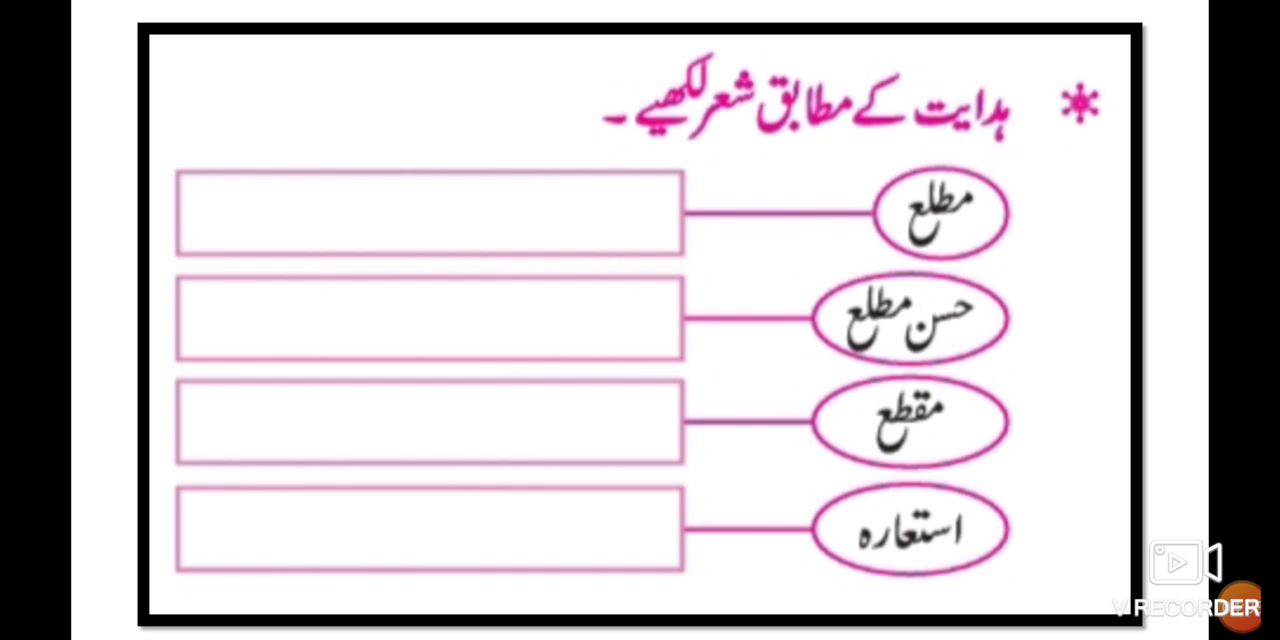 ہدایت کے مطابق شعر لکھیے ۔
مطلع
حسن مطلع
مقطع
استعارہ
V RECORDER